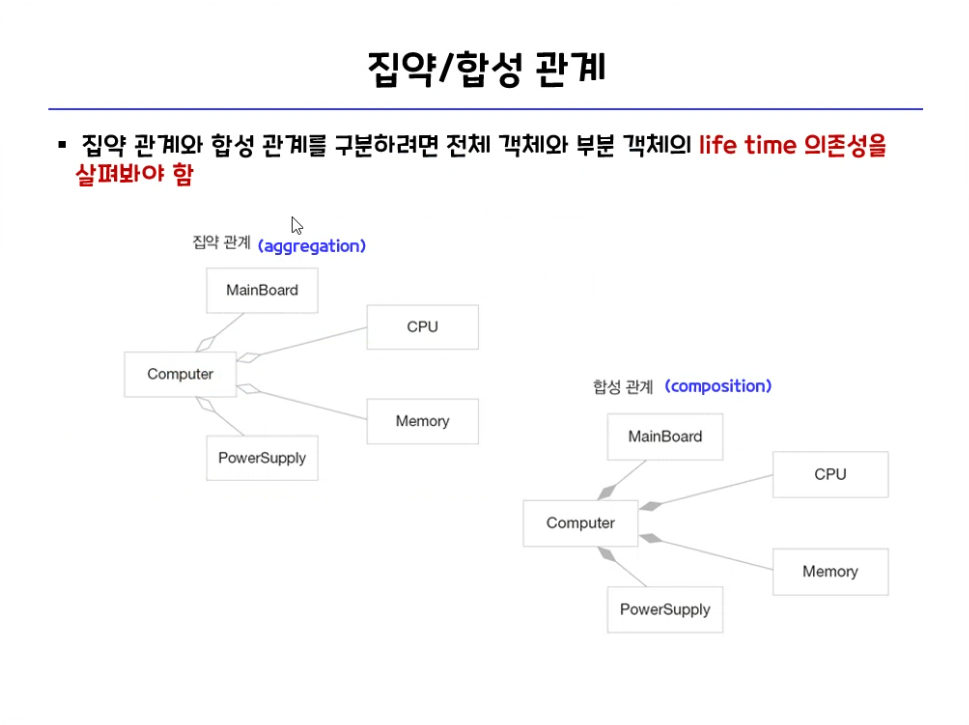 집약/합성 관계
▪ 집약 관계와 합성 관계를 구분하려면 전체 객체와 부분 객체의 life time 의존성을
살펴봐야 함
집약 관계 (aggregation)
MainBoard
CPU
Computer
Memory
PowerSupply
합성 관계 (composition)
MainBoard
CPU
Computer
Memory
PowerSupply